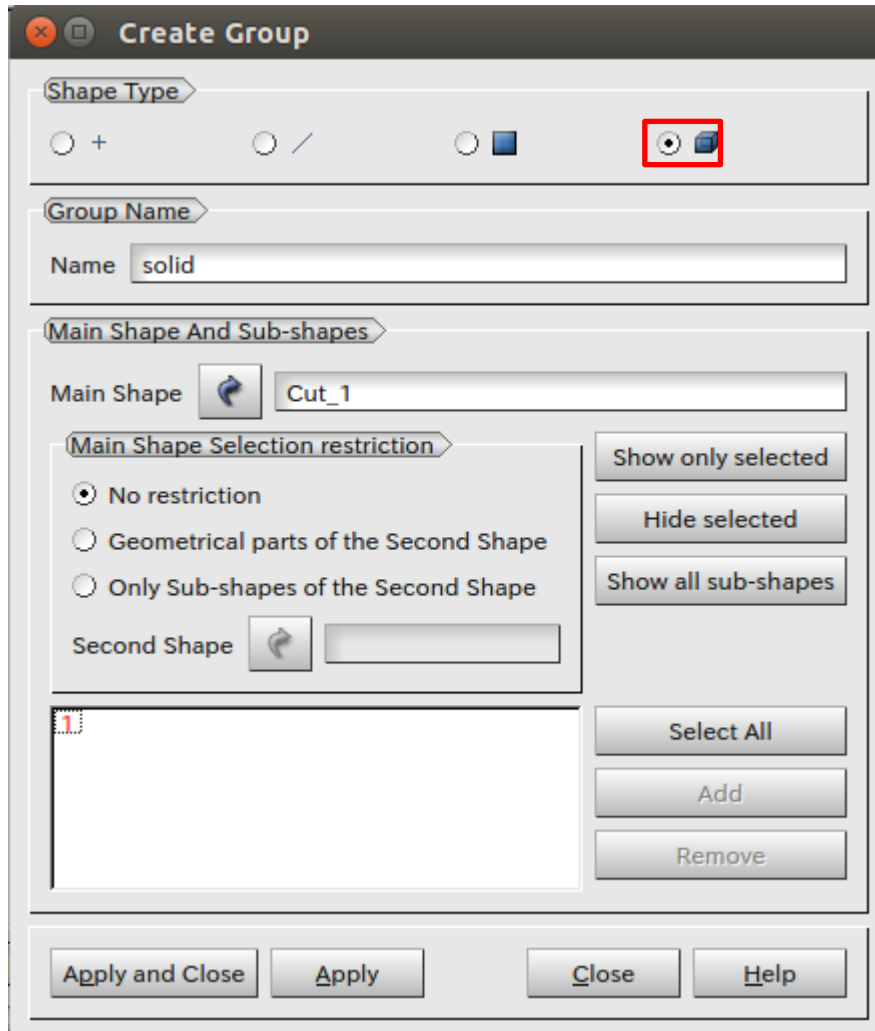 Create Group
Shape Type
Group Name
Name solid
Main Shape And Sub-shapes
Main Shape Cut_1
Main Shape Selection restriction
Show only selected
No restriction
Hide selected
Geometrical parts of the Second Shape
Show all sub-shapes
Only Sub-shapes of the Second Shape
Second Shape
1
Select All
Add
Remove
Apply and Close Apply Close Help